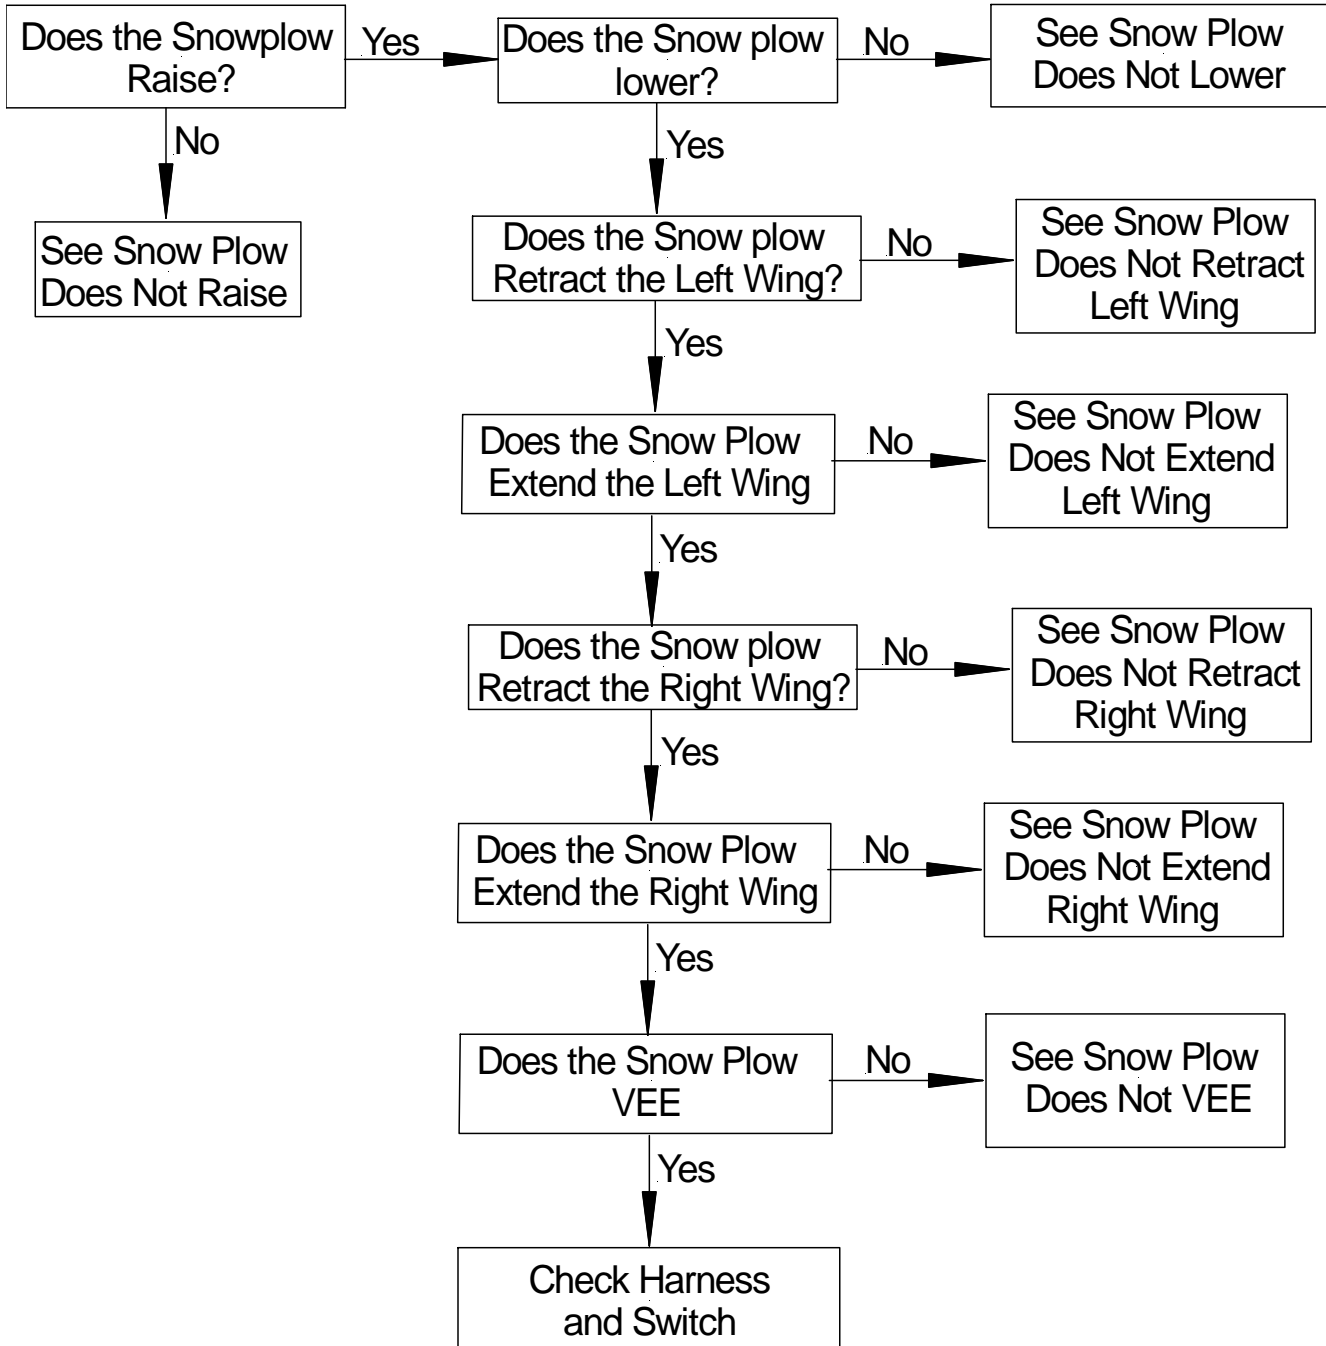 Does the Snowplow
Raise?
Yes
Does the Snow plow
lower?
No
See Snow Plow
Does Not Lower
No
See Snow Plow
Does Not Raise
Yes
Does the Snow plow
Retract the Left Wing?
No
See Snow Plow
Does Not Retract
Left Wing
Yes
Does the Snow Plow
Extend the Left Wing
No
See Snow Plow
Does Not Extend
Left Wing
Yes
Does the Snow plow
Retract the Right Wing?
No
See Snow Plow
Does Not Retract
Right Wing
Yes
Does the Snow Plow
Extend the Right Wing
No
See Snow Plow
Does Not Extend
Right Wing
Yes
Does the Snow Plow
VEE
No
See Snow Plow
Does Not VEE
Yes
Check Harness
and Switch